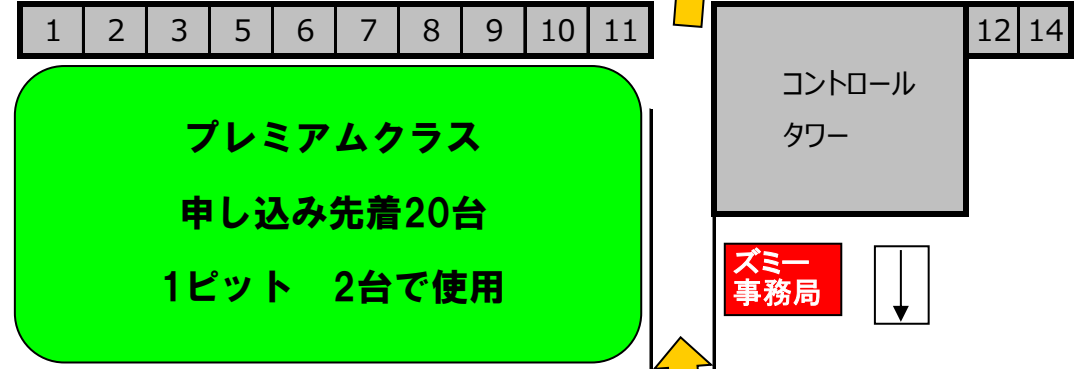 1 2 3 5 6 7 8 9 10 11 12 14
コントロール
タワー
プレミアムクラス
申し込み先着20台
1ピット　2台で使用
ズミー
事務局